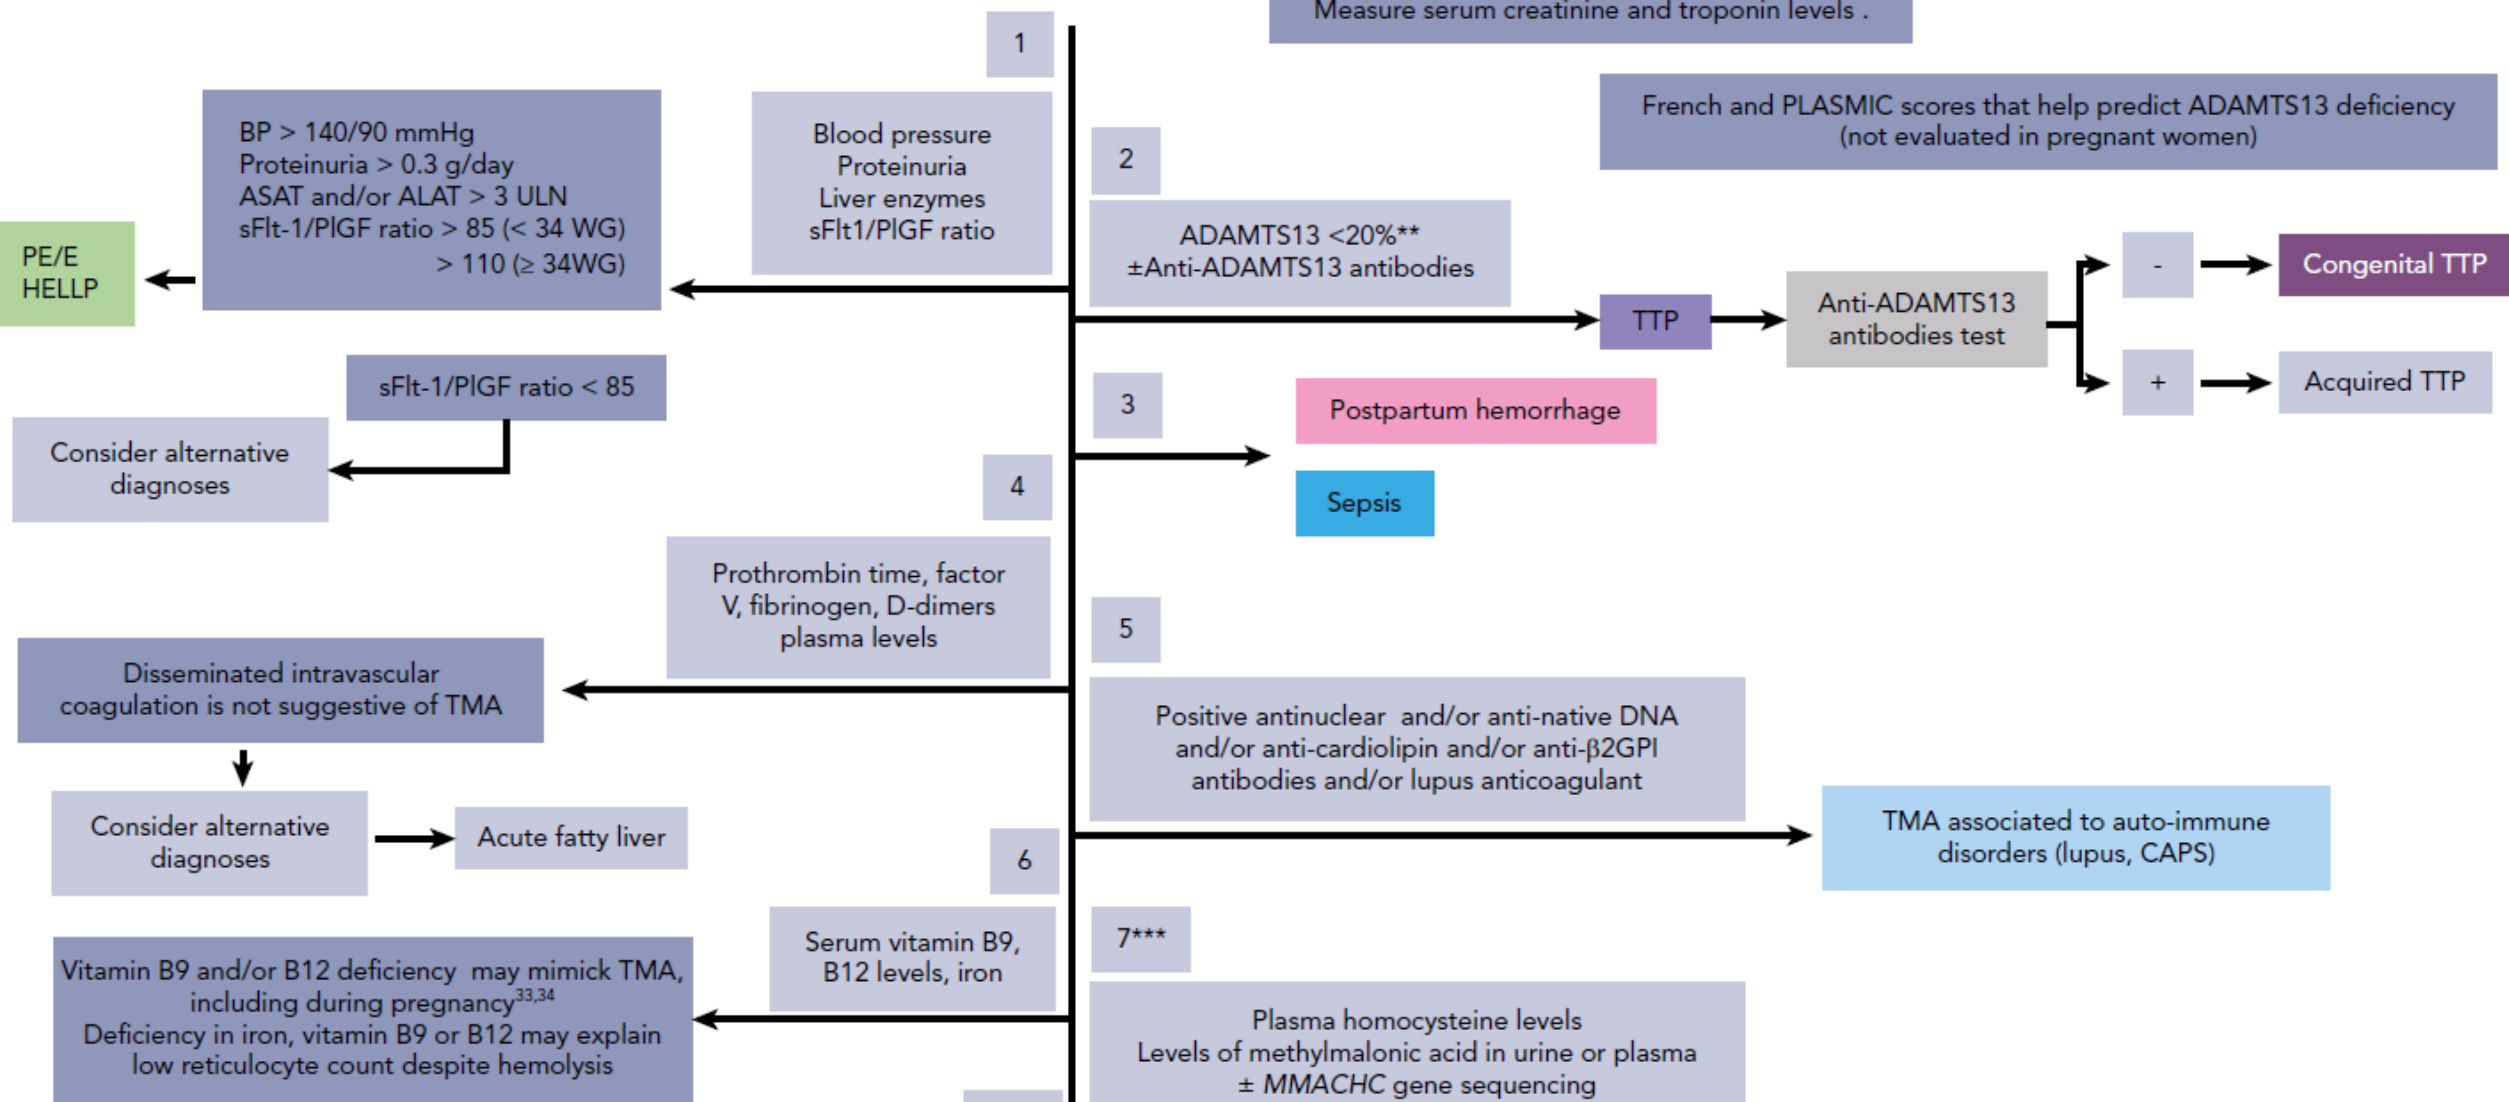 Measure serum creatinine and troponin levels .
1
BP > 140/90 mmHg
Proteinuria > 0.3 g/day
ASAT and/or ALAT > 3 ULN
sFlt-1/PlGF ratio > 85 (< 34 WG)
> 110 (≥ 34WG)
Blood pressure
Proteinuria
Liver enzymes
sFlt1/PlGF ratio
PE/E
HELLP
French and PLASMIC scores that help predict ADAMTS13 deficiency
(not evaluated in pregnant women)
2
ADAMTS13 <20%**
±Anti-ADAMTS13 antibodies
TTP
Anti-ADAMTS13
antibodies test
-
Congenital TTP
+
Acquired TTP
sFlt-1/PlGF ratio < 85
Consider alternative
diagnoses
3
Postpartum hemorrhage
Sepsis
4
Prothrombin time, factor
V, fibrinogen, D-dimers
plasma levels
Disseminated intravascular
coagulation is not suggestive of TMA
Consider alternative
diagnoses
Acute fatty liver
5
Positive antinuclear and/or anti-native DNA
and/or anti-cardiolipin and/or anti-β2GPI
antibodies and/or lupus anticoagulant
TMA associated to auto-immune
disorders (lupus, CAPS)
6
Serum vitamin B9,
B12 levels, iron
Vitamin B9 and/or B12 deficiency may mimick TMA,
including during pregnancy33,34
Deficiency in iron, vitamin B9 or B12 may explain
low reticulocyte count despite hemolysis
7***
Plasma homocysteine levels
Levels of methylmalonic acid in urine or plasma
± MMACHC gene sequencing